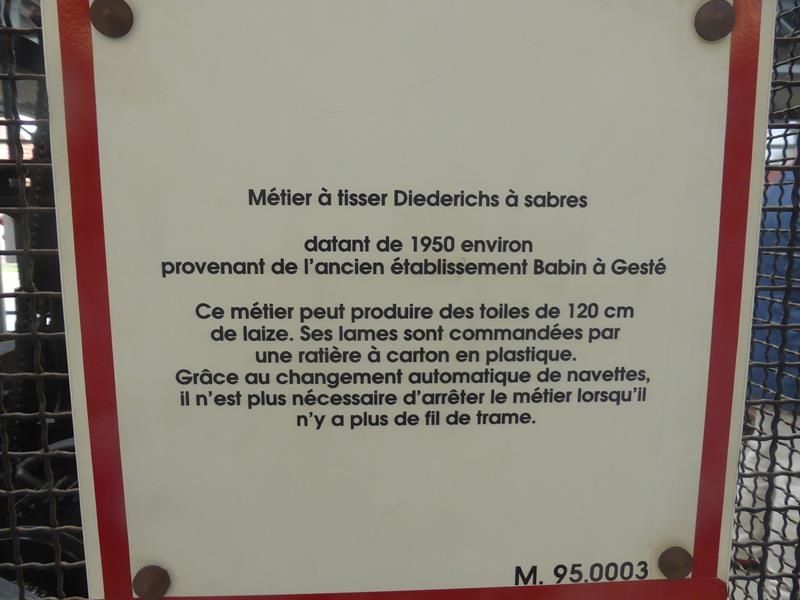 Métier à tisser Diederichs à sabres
datant de 1950 environ
provenant de l'ancien établissement Babin à Gesté
Ce métier peut produire des toiles de 120 cm
de laize. Ses lames sont commandées par
une ratière à carton en plastique.
Grâce au changement automatique de navettes,
il n'est plus nécessaire d'arrêter le métier lorsqu'il
n'y a plus de fil de trame.
M. 95.0003